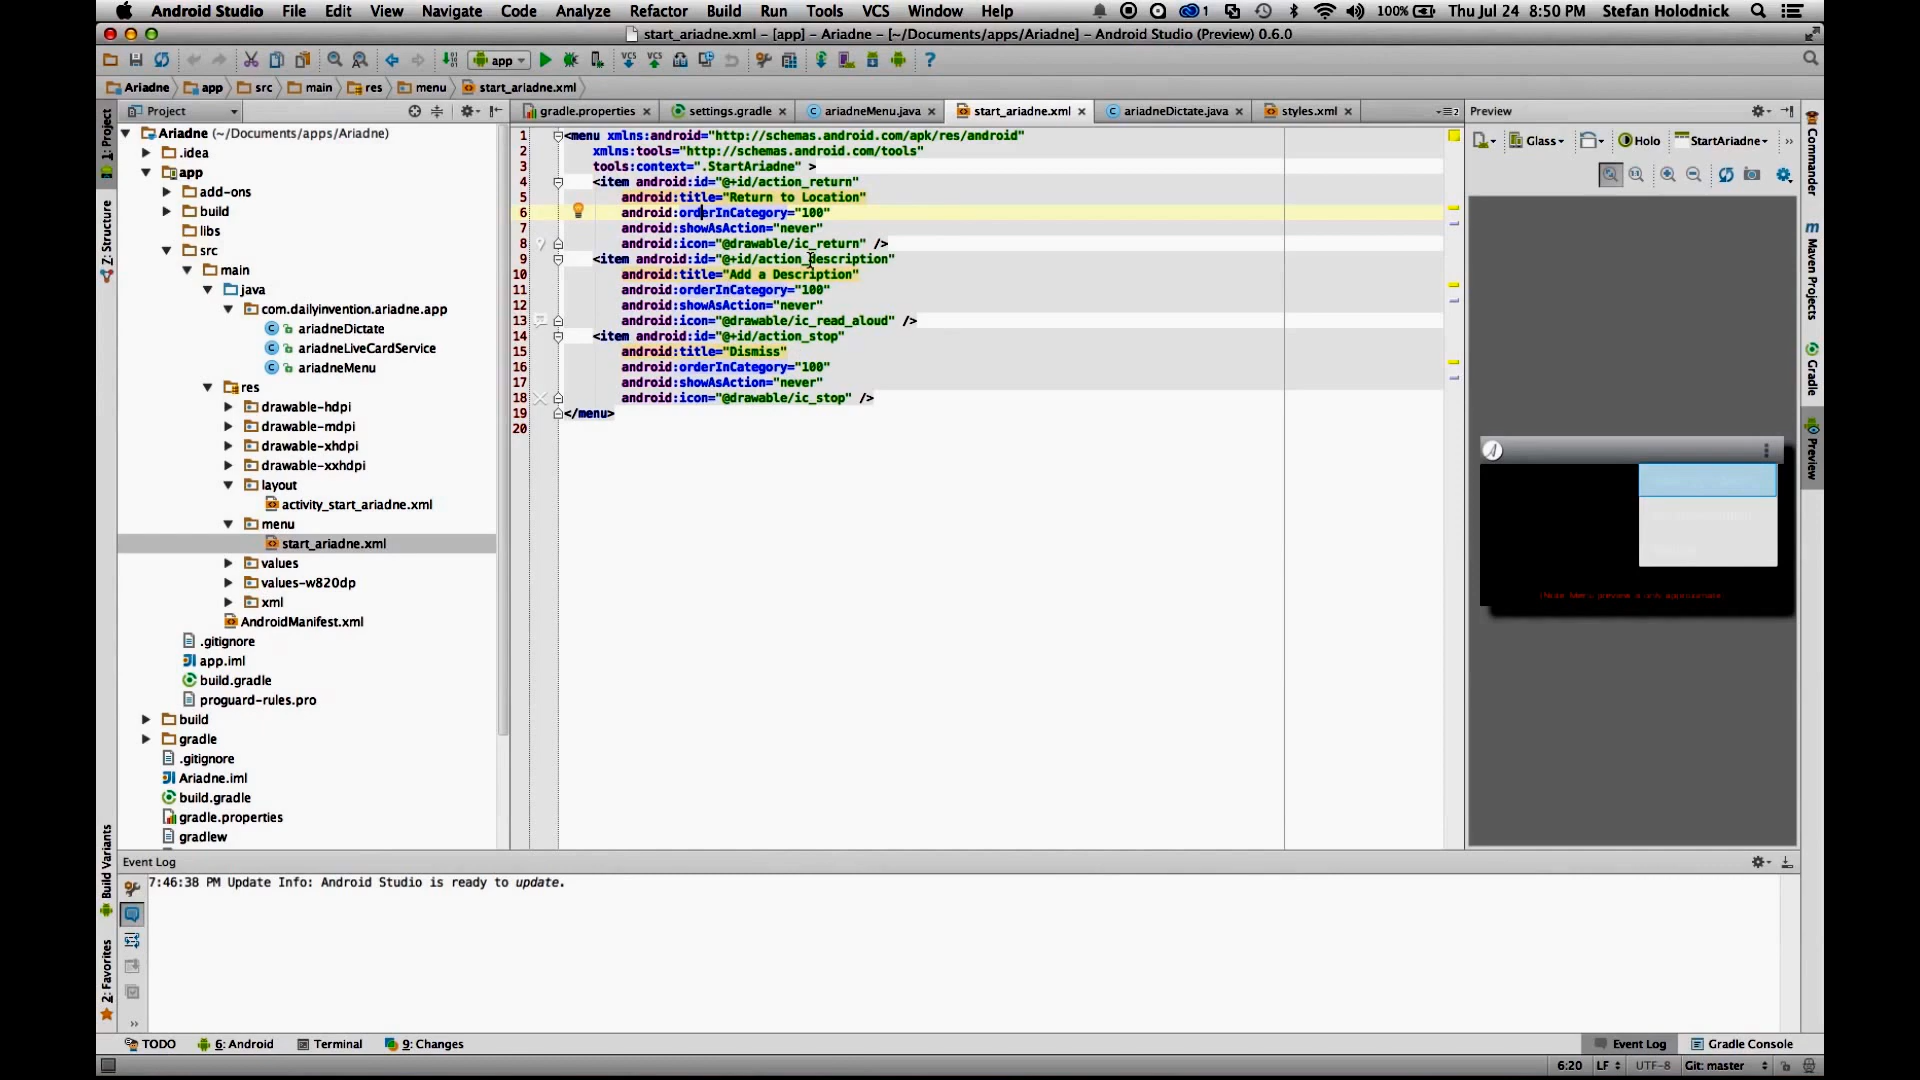 Android Studio File Edit View Navigate Code Analyze Refactor Build Run Tools VCS Window Help 1 100% Thu Jul 24 8:50 PM Stefan Holodnick
start_ariadne.xml – [app] – Ariadne – [~/Documents/apps/Ariadne] – Android Studio (Preview) 0.6.0
app VCS VCS ?
Ariadne app src main res menu start_ariadne.xml
Project
gradle.properties settings.gradle ariadneMenu.java start_ariadne.xml ariadneDictate.java styles.xml
Preview
Glass Holo StartAriadne
1: Project
Z: Structure
Build Variants
2: Favorites
Ariadne (~/Documents/apps/Ariadne)
.idea
app
add-ons
build
libs
src
main
java
com.dailyinvention.ariadne.app
ariadneDictate
ariadneLiveCardService
ariadneMenu
res
drawable-hdpi
drawable-mdpi
drawable-xhdpi
drawable-xxhdpi
layout
activity_start_ariadne.xml
menu
start_ariadne.xml
values
values-w820dp
xml
AndroidManifest.xml
.gitignore
app.iml
build.gradle
proguard-rules.pro
build
gradle
.gitignore
Ariadne.iml
build.gradle
gradle.properties
gradlew
1 <menu xmlns:android="http://schemas.android.com/apk/res/android"
2 xmlns:tools="http://schemas.android.com/tools"
3 tools:context=".StartAriadne" >
4 <item android:id="@+id/action_return"
5 android:title="Return to Location"
6 android:orderInCategory="100"
7 android:showAsAction="never"
8 android:icon="@drawable/ic_return" />
9 <item android:id="@+id/action_description"
10 android:title="Add a Description"
11 android:orderInCategory="100"
12 android:showAsAction="never"
13 android:icon="@drawable/ic_read_aloud" />
14 <item android:id="@+id/action_stop"
15 android:title="Dismiss"
16 android:orderInCategory="100"
17 android:showAsAction="never"
18 android:icon="@drawable/ic_stop" />
19 </menu>
20
Commander
Maven Projects
Gradle
Preview
Event Log
7:46:38 PM Update Info: Android Studio is ready to update.
TODO 6: Android Terminal 9: Changes Event Log Gradle Console
6:20 LF UTF-8 Git: master